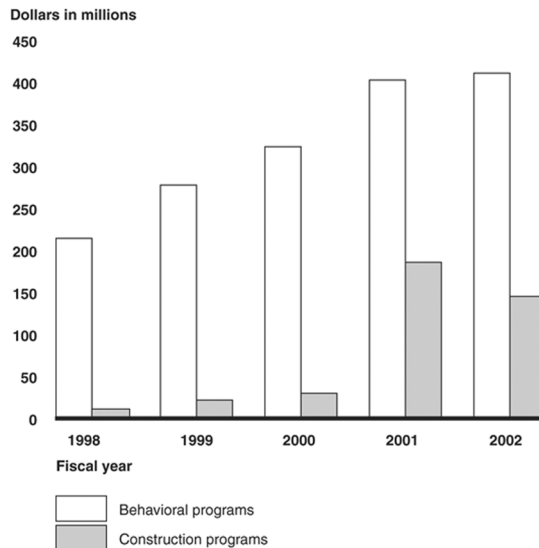 Dollars in millions
450
400
350
300
250
200
150
100
50
0
1998 1999 2000 2001 2002
Fiscal year
Behavioral programs
Construction programs